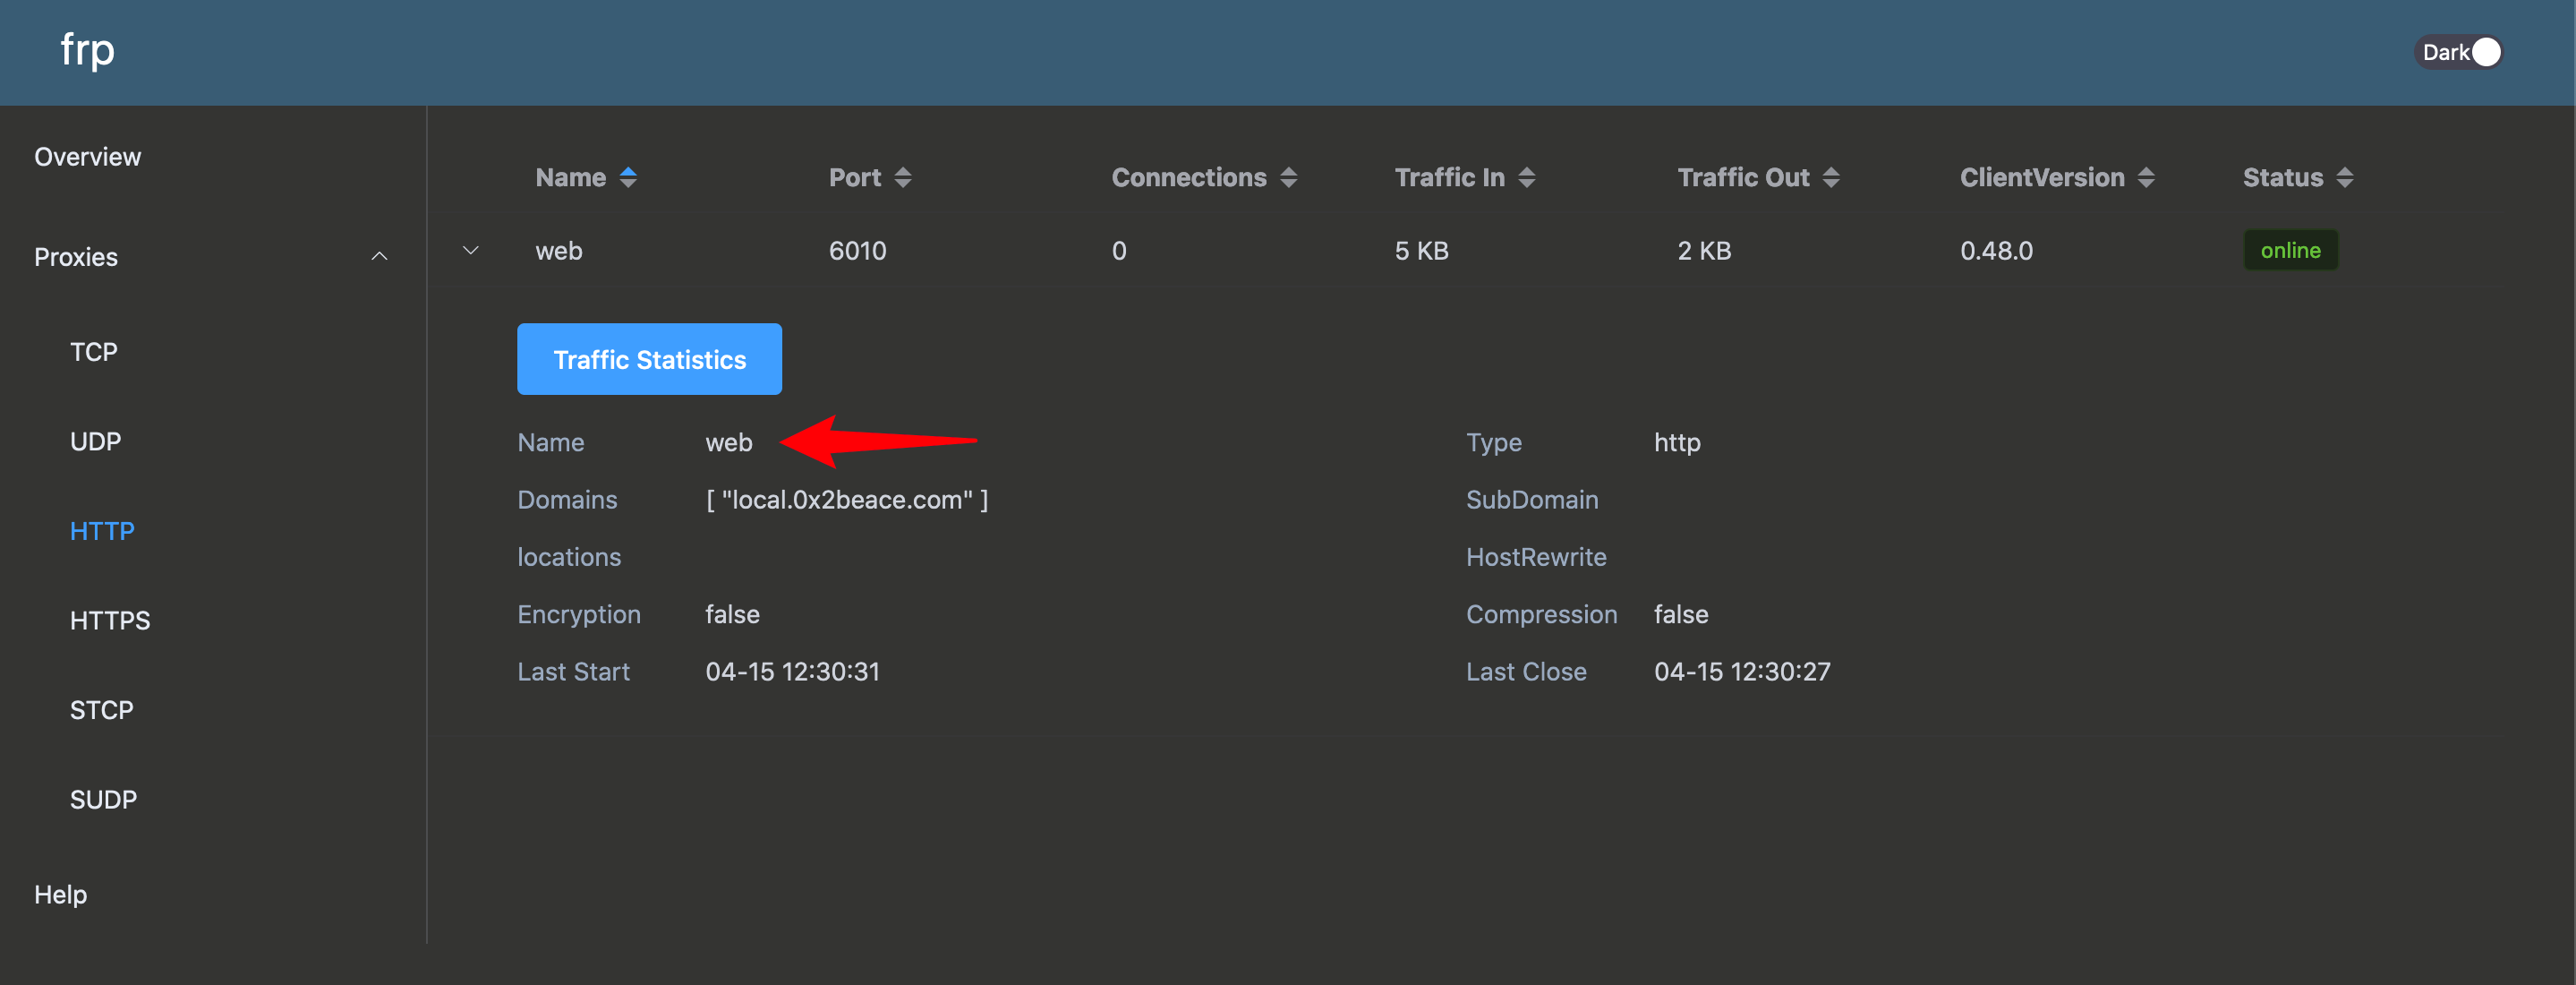 frp
Dark
Overview
Proxies
TCP
UDP
HTTP
HTTPS
STCP
SUDP
Help
Name Port Connections Traffic In Traffic Out ClientVersion Status
web 6010 0 5 KB 2 KB 0.48.0 online
Traffic Statistics
Name web Type http
Domains [ "local.0x2beace.com" ] SubDomain
locations HostRewrite
Encryption false Compression false
Last Start 04-15 12:30:31 Last Close 04-15 12:30:27